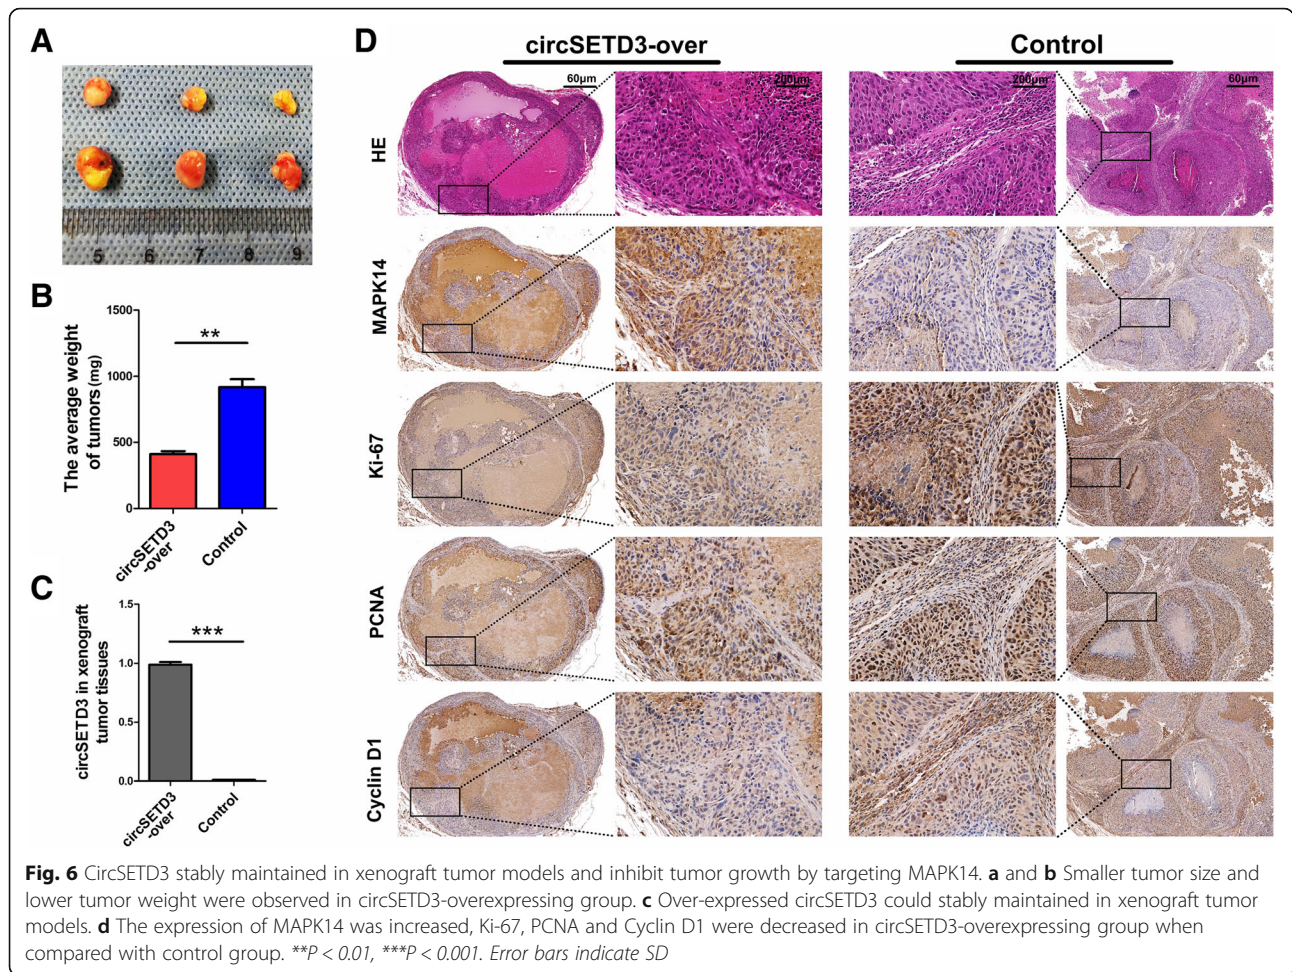 A
5 6 7 8 9
B
The average weight
of tumors (mg)
1500
1000
500
0
**
circSETD3
-over
Control
C
circSETD3 in xenograft
tumor tissues
1.5
1.0
0.5
0.0
***
circSETD3
-over
Control
D
circSETD3-over
Control
60μm
200μm
200μm
60μm
HE
MAPK14
Ki-67
PCNA
Cyclin D1
Fig. 6 CircSETD3 stably maintained in xenograft tumor models and inhibit tumor growth by targeting MAPK14. a and b Smaller tumor size and
lower tumor weight were observed in circSETD3-overexpressing group. c Over-expressed circSETD3 could stably maintained in xenograft tumor
models. d The expression of MAPK14 was increased, Ki-67, PCNA and Cyclin D1 were decreased in circSETD3-overexpressing group when
compared with control group. **P < 0.01, ***P < 0.001. Error bars indicate SD